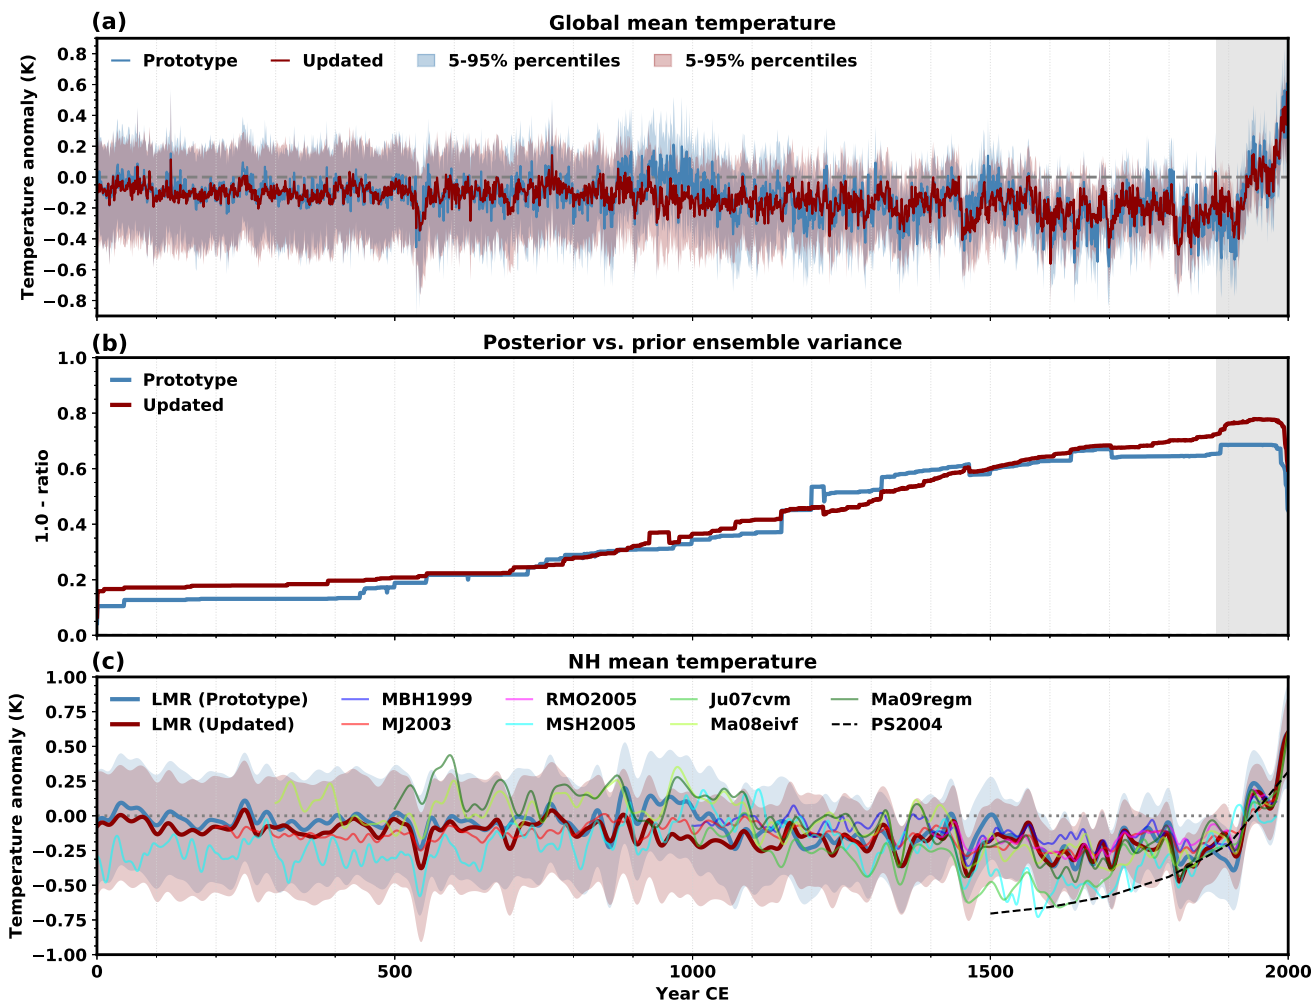 (a)
Global mean temperature
Temperature anomaly (K)
0.8
0.6
0.4
0.2
0.0
−0.2
−0.4
−0.6
−0.8
Prototype
Updated
5-95% percentiles
5-95% percentiles
(b)
Posterior vs. prior ensemble variance
1.0 - ratio
1.0
0.8
0.6
0.4
0.2
0.0
Prototype
Updated
(c)
NH mean temperature
Temperature anomaly (K)
1.00
0.75
0.50
0.25
0.00
−0.25
−0.50
−0.75
−1.00
LMR (Prototype)
LMR (Updated)
MBH1999
MJ2003
RMO2005
MSH2005
Ju07cvm
Ma08eivf
Ma09regm
PS2004
0
500
1000
1500
2000
Year CE